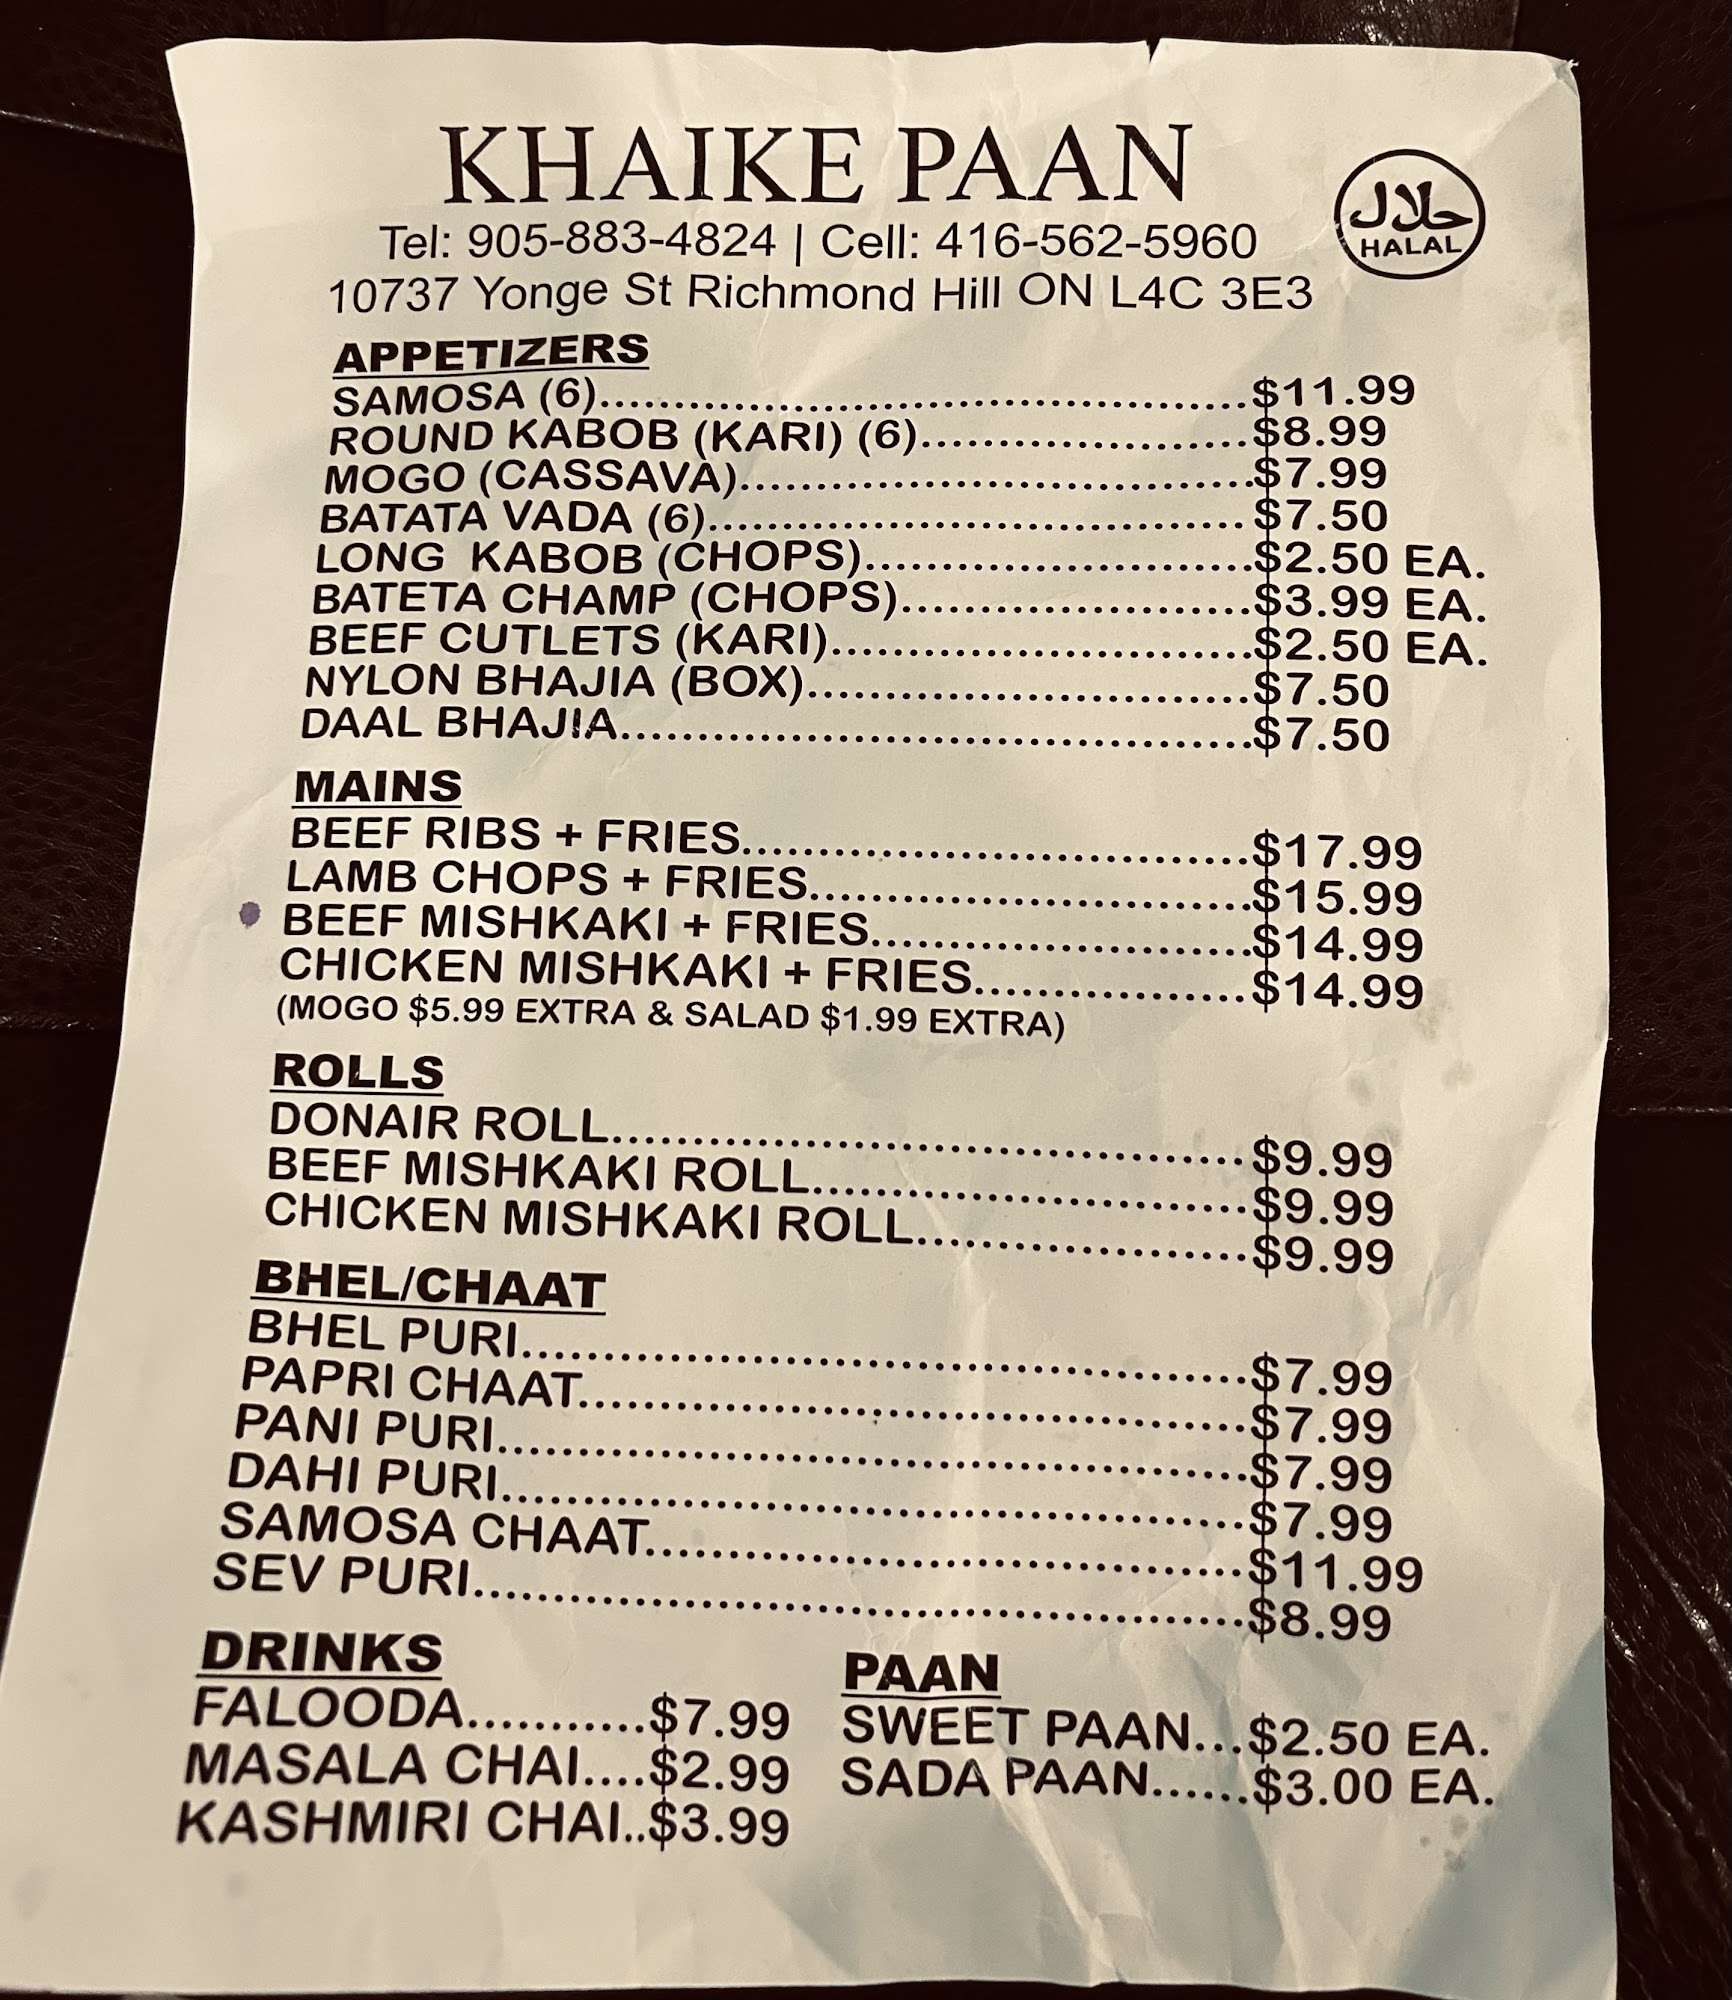 KHAIKE PAAN
حلال
HALAL
Tel: 905-883-4824 | Cell: 416-562-5960
10737 Yonge St Richmond Hill ON L4C 3E3
APPETIZERS
SAMOSA (6)...............................................$11.99
ROUND KABOB (KARI) (6)......................$8.99
MOGO (CASSAVA)...................................$7.99
BATATA VADA (6)....................................$7.50
LONG KABOB (CHOPS)..........................$2.50 EA.
BATETA CHAMP (CHOPS).......................$3.99 EA.
BEEF CUTLETS (KARI)............................$2.50 EA.
NYLON BHAJIA (BOX)..............................$7.50
DAAL BHAJIA...........................................$7.50
MAINS
BEEF RIBS + FRIES..................................$17.99
LAMB CHOPS + FRIES.............................$15.99
BEEF MISHKAKI + FRIES.........................$14.99
CHICKEN MISHKAKI + FRIES..................$14.99
(MOGO $5.99 EXTRA & SALAD $1.99 EXTRA)
ROLLS
DONAIR ROLL..........................................$9.99
BEEF MISHKAKI ROLL.............................$9.99
CHICKEN MISHKAKI ROLL......................$9.99
BHEL/CHAAT
BHEL PURI...............................................$7.99
PAPRI CHAAT...........................................$7.99
PANI PURI.................................................$7.99
DAHI PURI.................................................$7.99
SAMOSA CHAAT.......................................$11.99
SEV PURI...................................................$8.99
DRINKS
FALOODA...........$7.99
MASALA CHAI....$2.99
KASHMIRI CHAI..$3.99
PAAN
SWEET PAAN...$2.50 EA.
SADA PAAN......$3.00 EA.